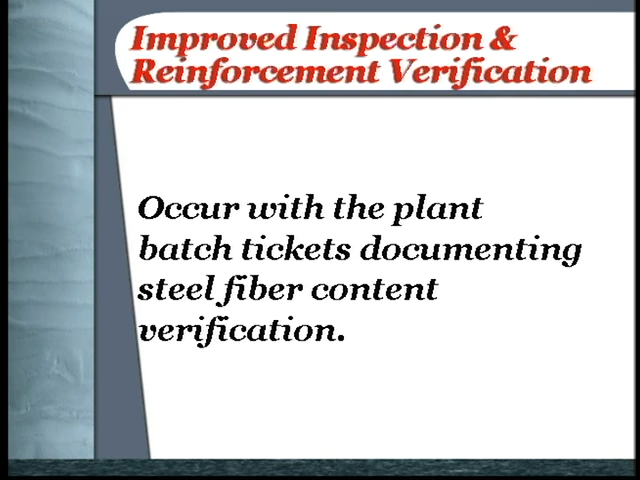 Improved Inspection &
Reinforcement Verification
Occur with the plant
batch tickets documenting
steel fiber content
verification.